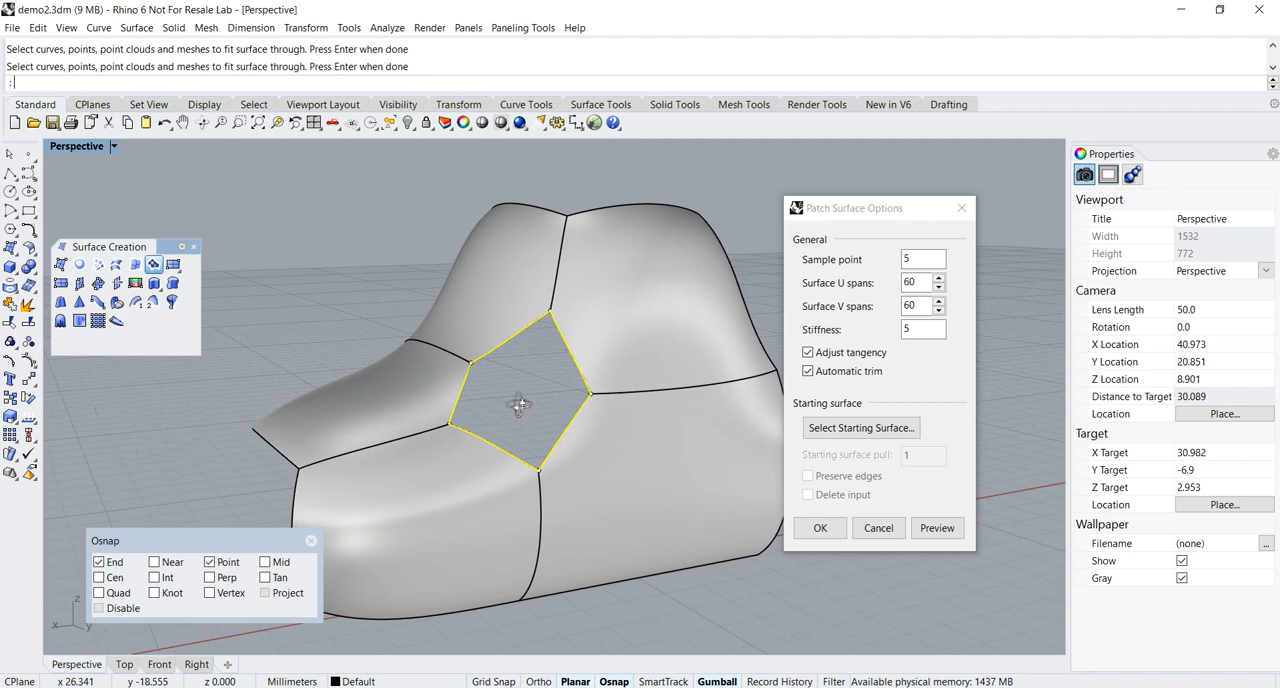 demo2.3dm (9 MB) - Rhino 6 Not For Resale Lab - [Perspective]
File Edit View Curve Surface Solid Mesh Dimension Transform Tools Analyze Render Panels Paneling Tools Help
Select curves, points, point clouds and meshes to fit surface through. Press Enter when done
Select curves, points, point clouds and meshes to fit surface through. Press Enter when done
:
Standard CPlanes Set View Display Select Viewport Layout Visibility Transform Curve Tools Surface Tools Solid Tools Mesh Tools Render Tools New in V6 Drafting
Perspective
Surface Creation
Patch Surface Options
General
Sample point 5
Surface U spans: 60
Surface V spans: 60
Stiffness: 5
Adjust tangency
Automatic trim
Starting surface
Select Starting Surface...
Starting surface pull: 1
Preserve edges
Delete input
OK Cancel Preview
Properties
Viewport
Title Perspective
Width 1532
Height 772
Projection Perspective
Camera
Lens Length 50.0
Rotation 0.0
X Location 40.973
Y Location 20.851
Z Location 8.901
Distance to Target 30.089
Location Place...
Target
X Target 30.982
Y Target -6.9
Z Target 2.953
Location Place...
Wallpaper
Filename (none) ...
Show
Gray
Osnap
End Near Point Mid
Cen Int Perp Tan
Quad Knot Vertex Project
Disable
z
x y
Perspective Top Front Right
CPlane x 26.341 y -18.555 z 0.000 Millimeters Default Grid Snap Ortho Planar Osnap SmartTrack Gumball Record History Filter Available physical memory: 1437 MB